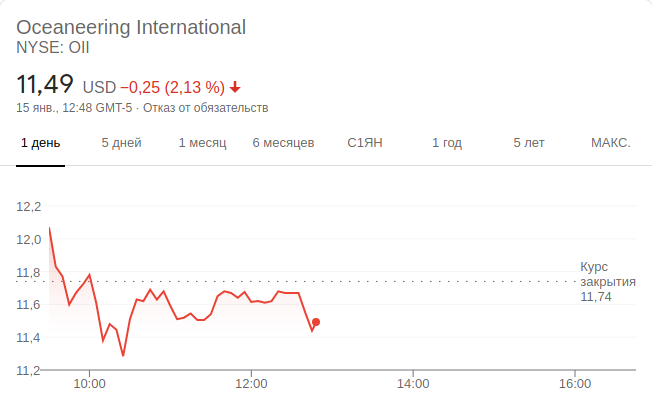 Oceaneering International
NYSE: OII
11,49 USD −0,25 (2,13 %)
15 янв., 12:48 GMT-5 · Отказ от обязательств
1 день 5 дней 1 месяц 6 месяцев С1ЯН 1 год 5 лет МАКС.
12,2
12,0
11,8
11,6
11,4
11,2
Курс
закрытия
11,74
10:00 12:00 14:00 16:00